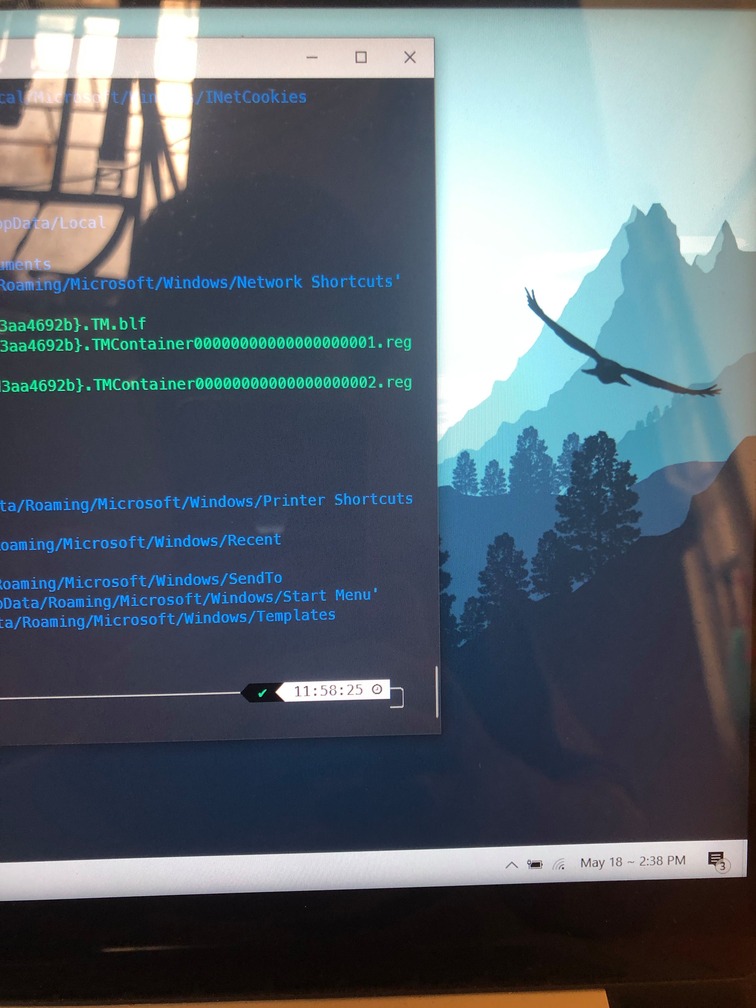 cal/Microsoft/Windows/INetCookies
ppData/Local
uments
Roaming/Microsoft/Windows/Network Shortcuts'
3aa4692b}.TM.blf
3aa4692b}.TMContainer00000000000000000001.reg
3aa4692b}.TMContainer00000000000000000002.reg
ta/Roaming/Microsoft/Windows/Printer Shortcuts
oaming/Microsoft/Windows/Recent
Roaming/Microsoft/Windows/SendTo
pData/Roaming/Microsoft/Windows/Start Menu'
ta/Roaming/Microsoft/Windows/Templates
11:58:25
May 18 ~ 2:38 PM
3